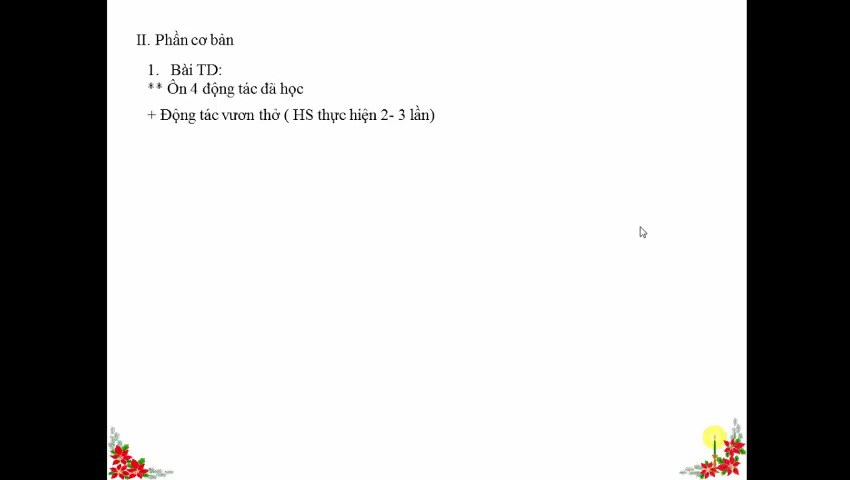 II. Phần cơ bản
1. Bài TD:
** Ôn 4 động tác đã học
+ Động tác vươn thở ( HS thực hiện 2- 3 lần)